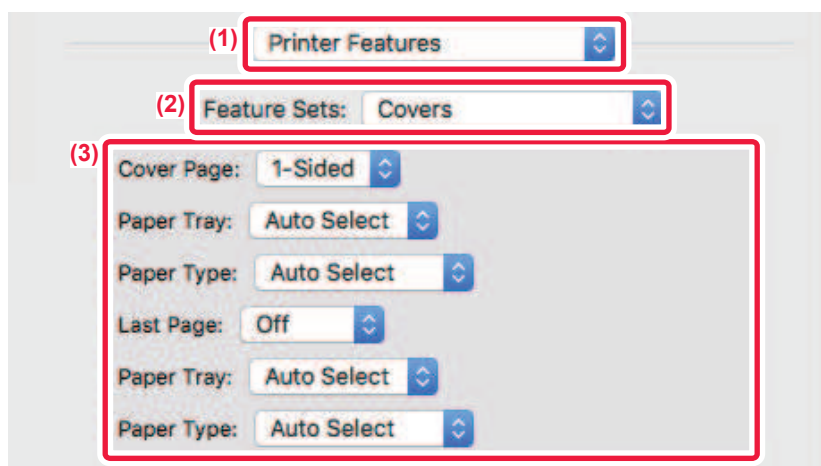 (1) Printer Features
(2) Feature Sets: Covers
(3)
Cover Page: 1-Sided
Paper Tray: Auto Select
Paper Type: Auto Select
Last Page: Off
Paper Tray: Auto Select
Paper Type: Auto Select